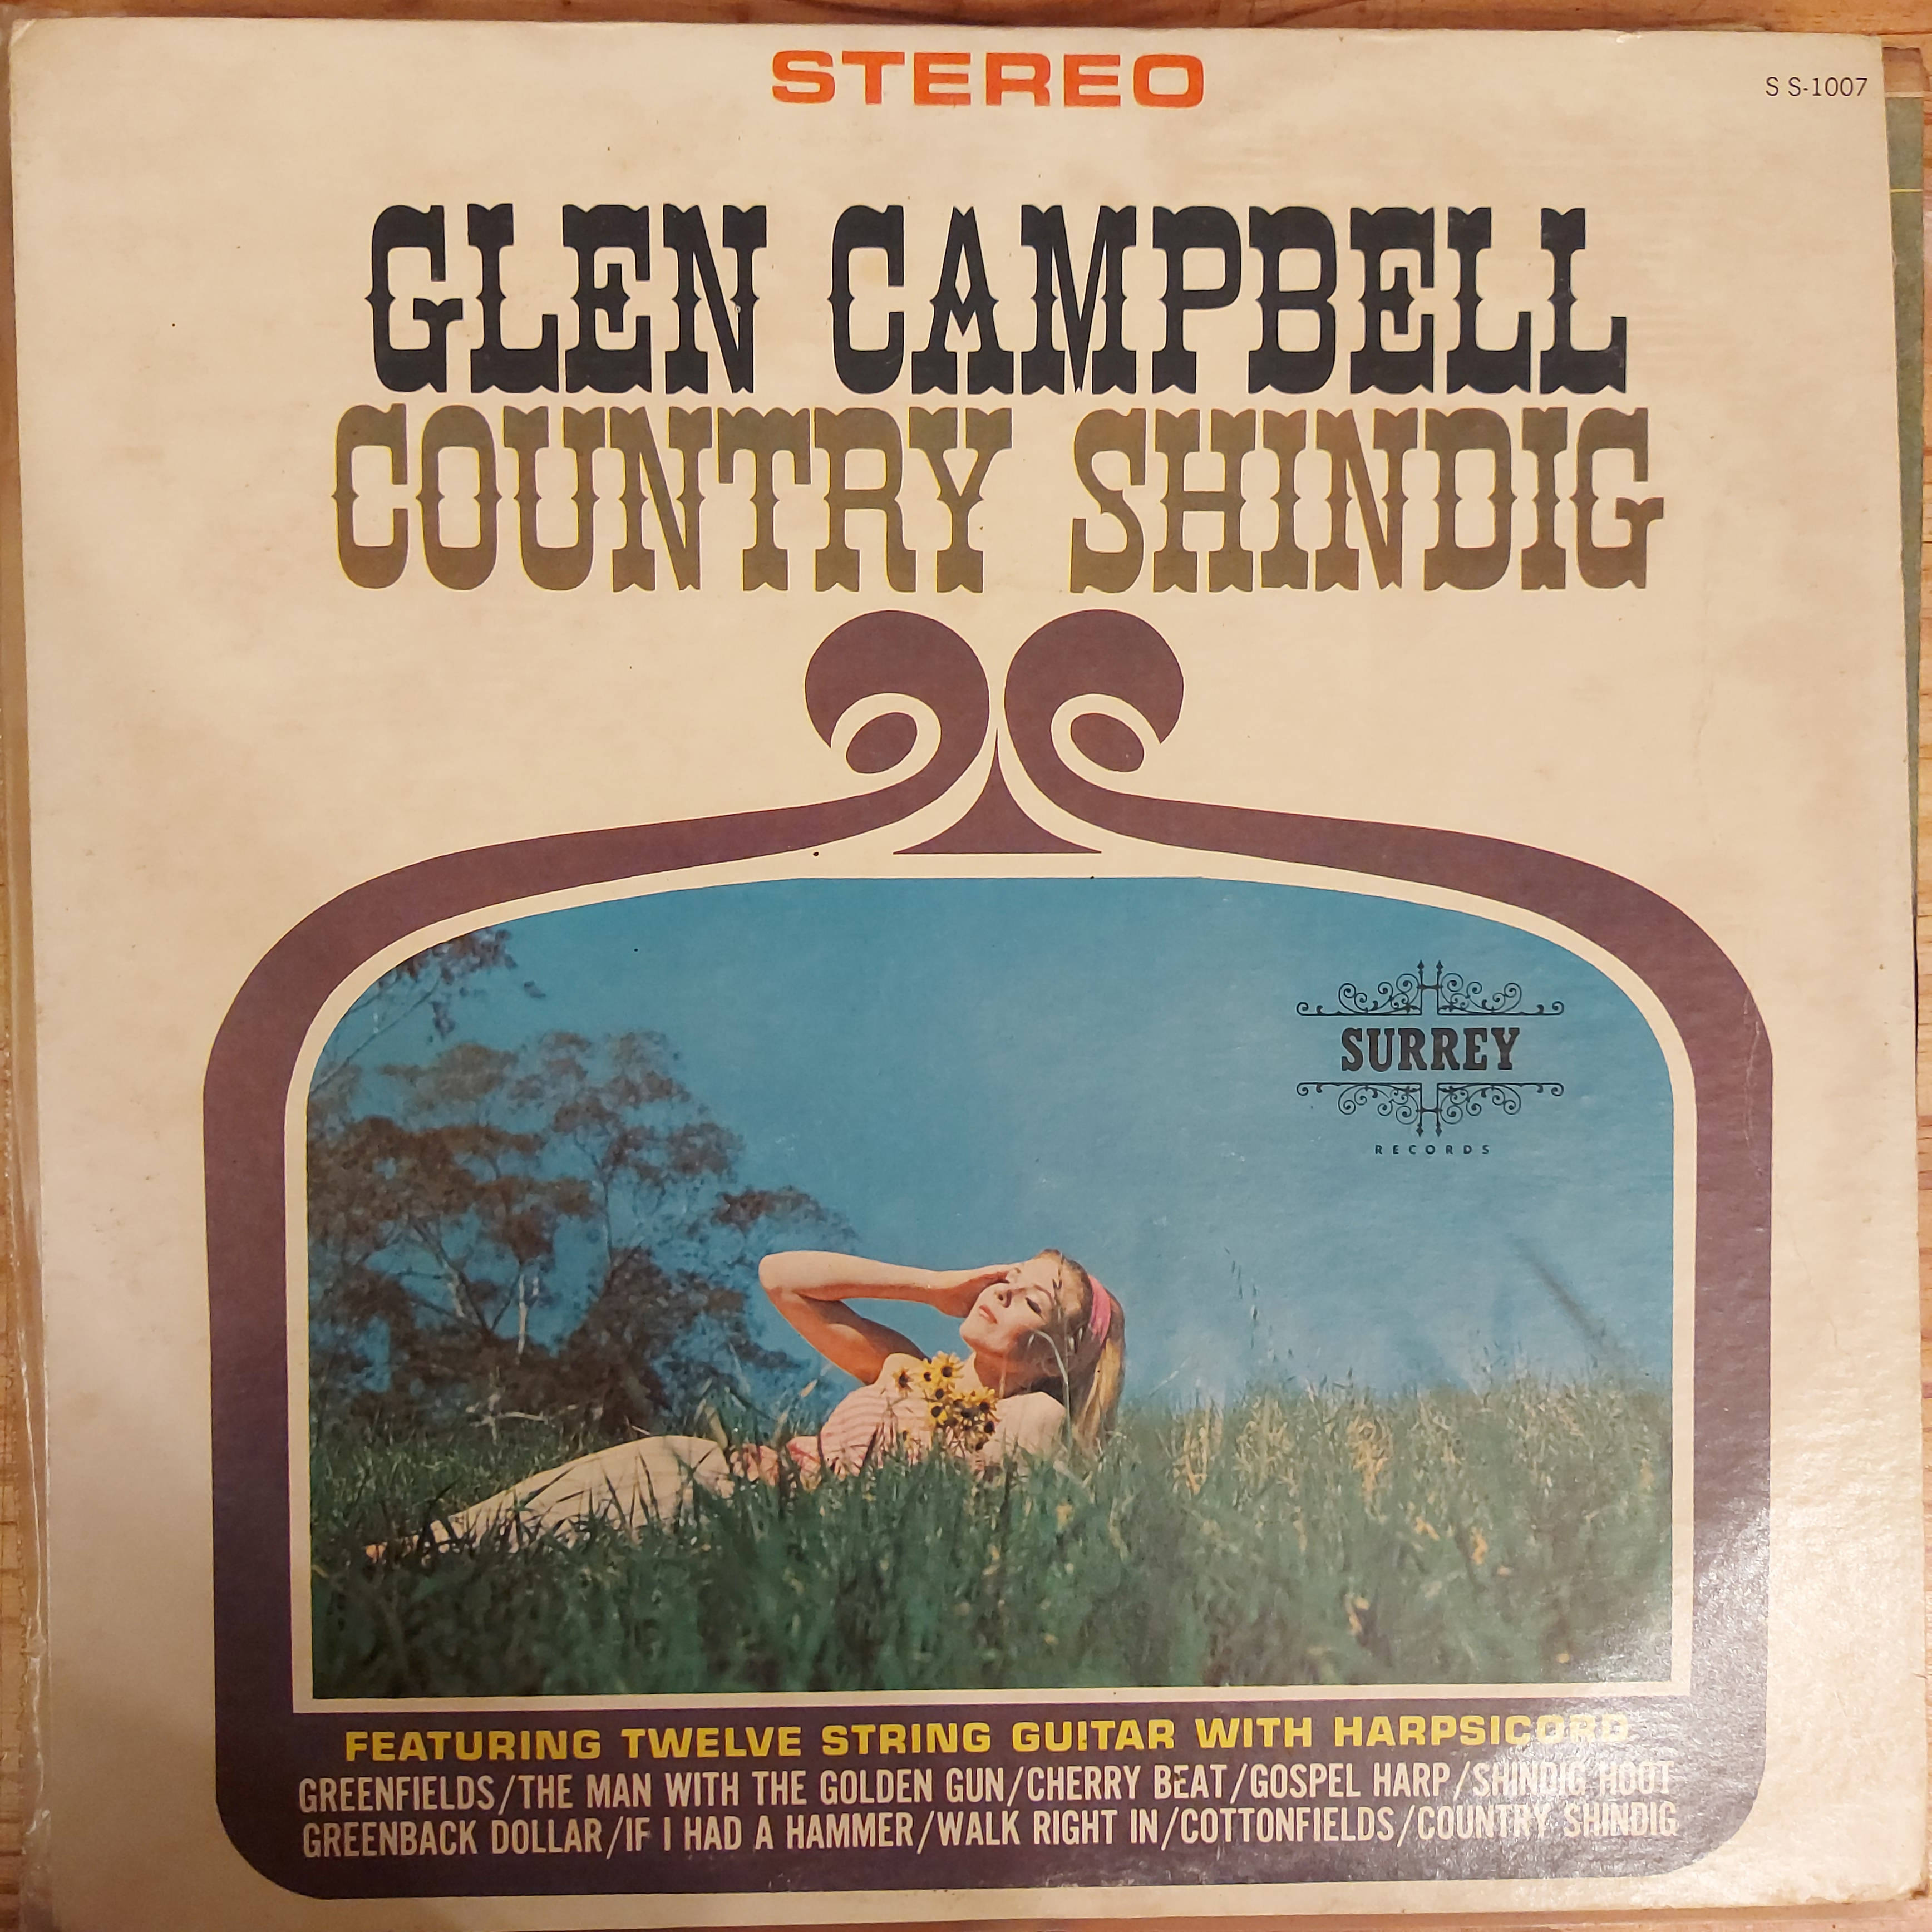 STEREO
S S-1007
GLEN CAMPBELL
COUNTRY SHINDIG
SURREY
RECORDS
FEATURING TWELVE STRING GUITAR WITH HARPSICORD
GREENFIELDS/THE MAN WITH THE GOLDEN GUN/CHERRY BEAT/GOSPEL HARP/SHINDIG HOOT
GREENBACK DOLLAR/IF I HAD A HAMMER/WALK RIGHT IN/COTTONFIELDS/COUNTRY SHINDIG